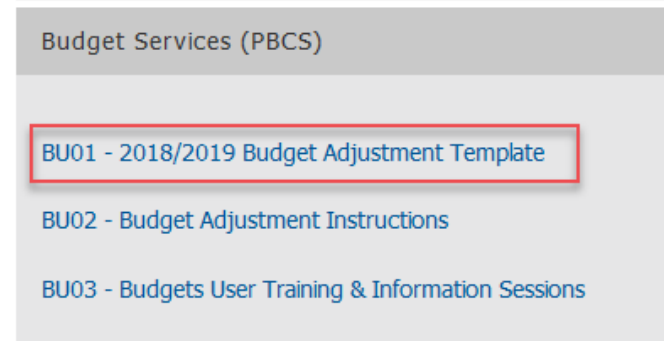 Budget Services (PBCS)
BU01 - 2018/2019 Budget Adjustment Template
BU02 - Budget Adjustment Instructions
BU03 - Budgets User Training & Information Sessions